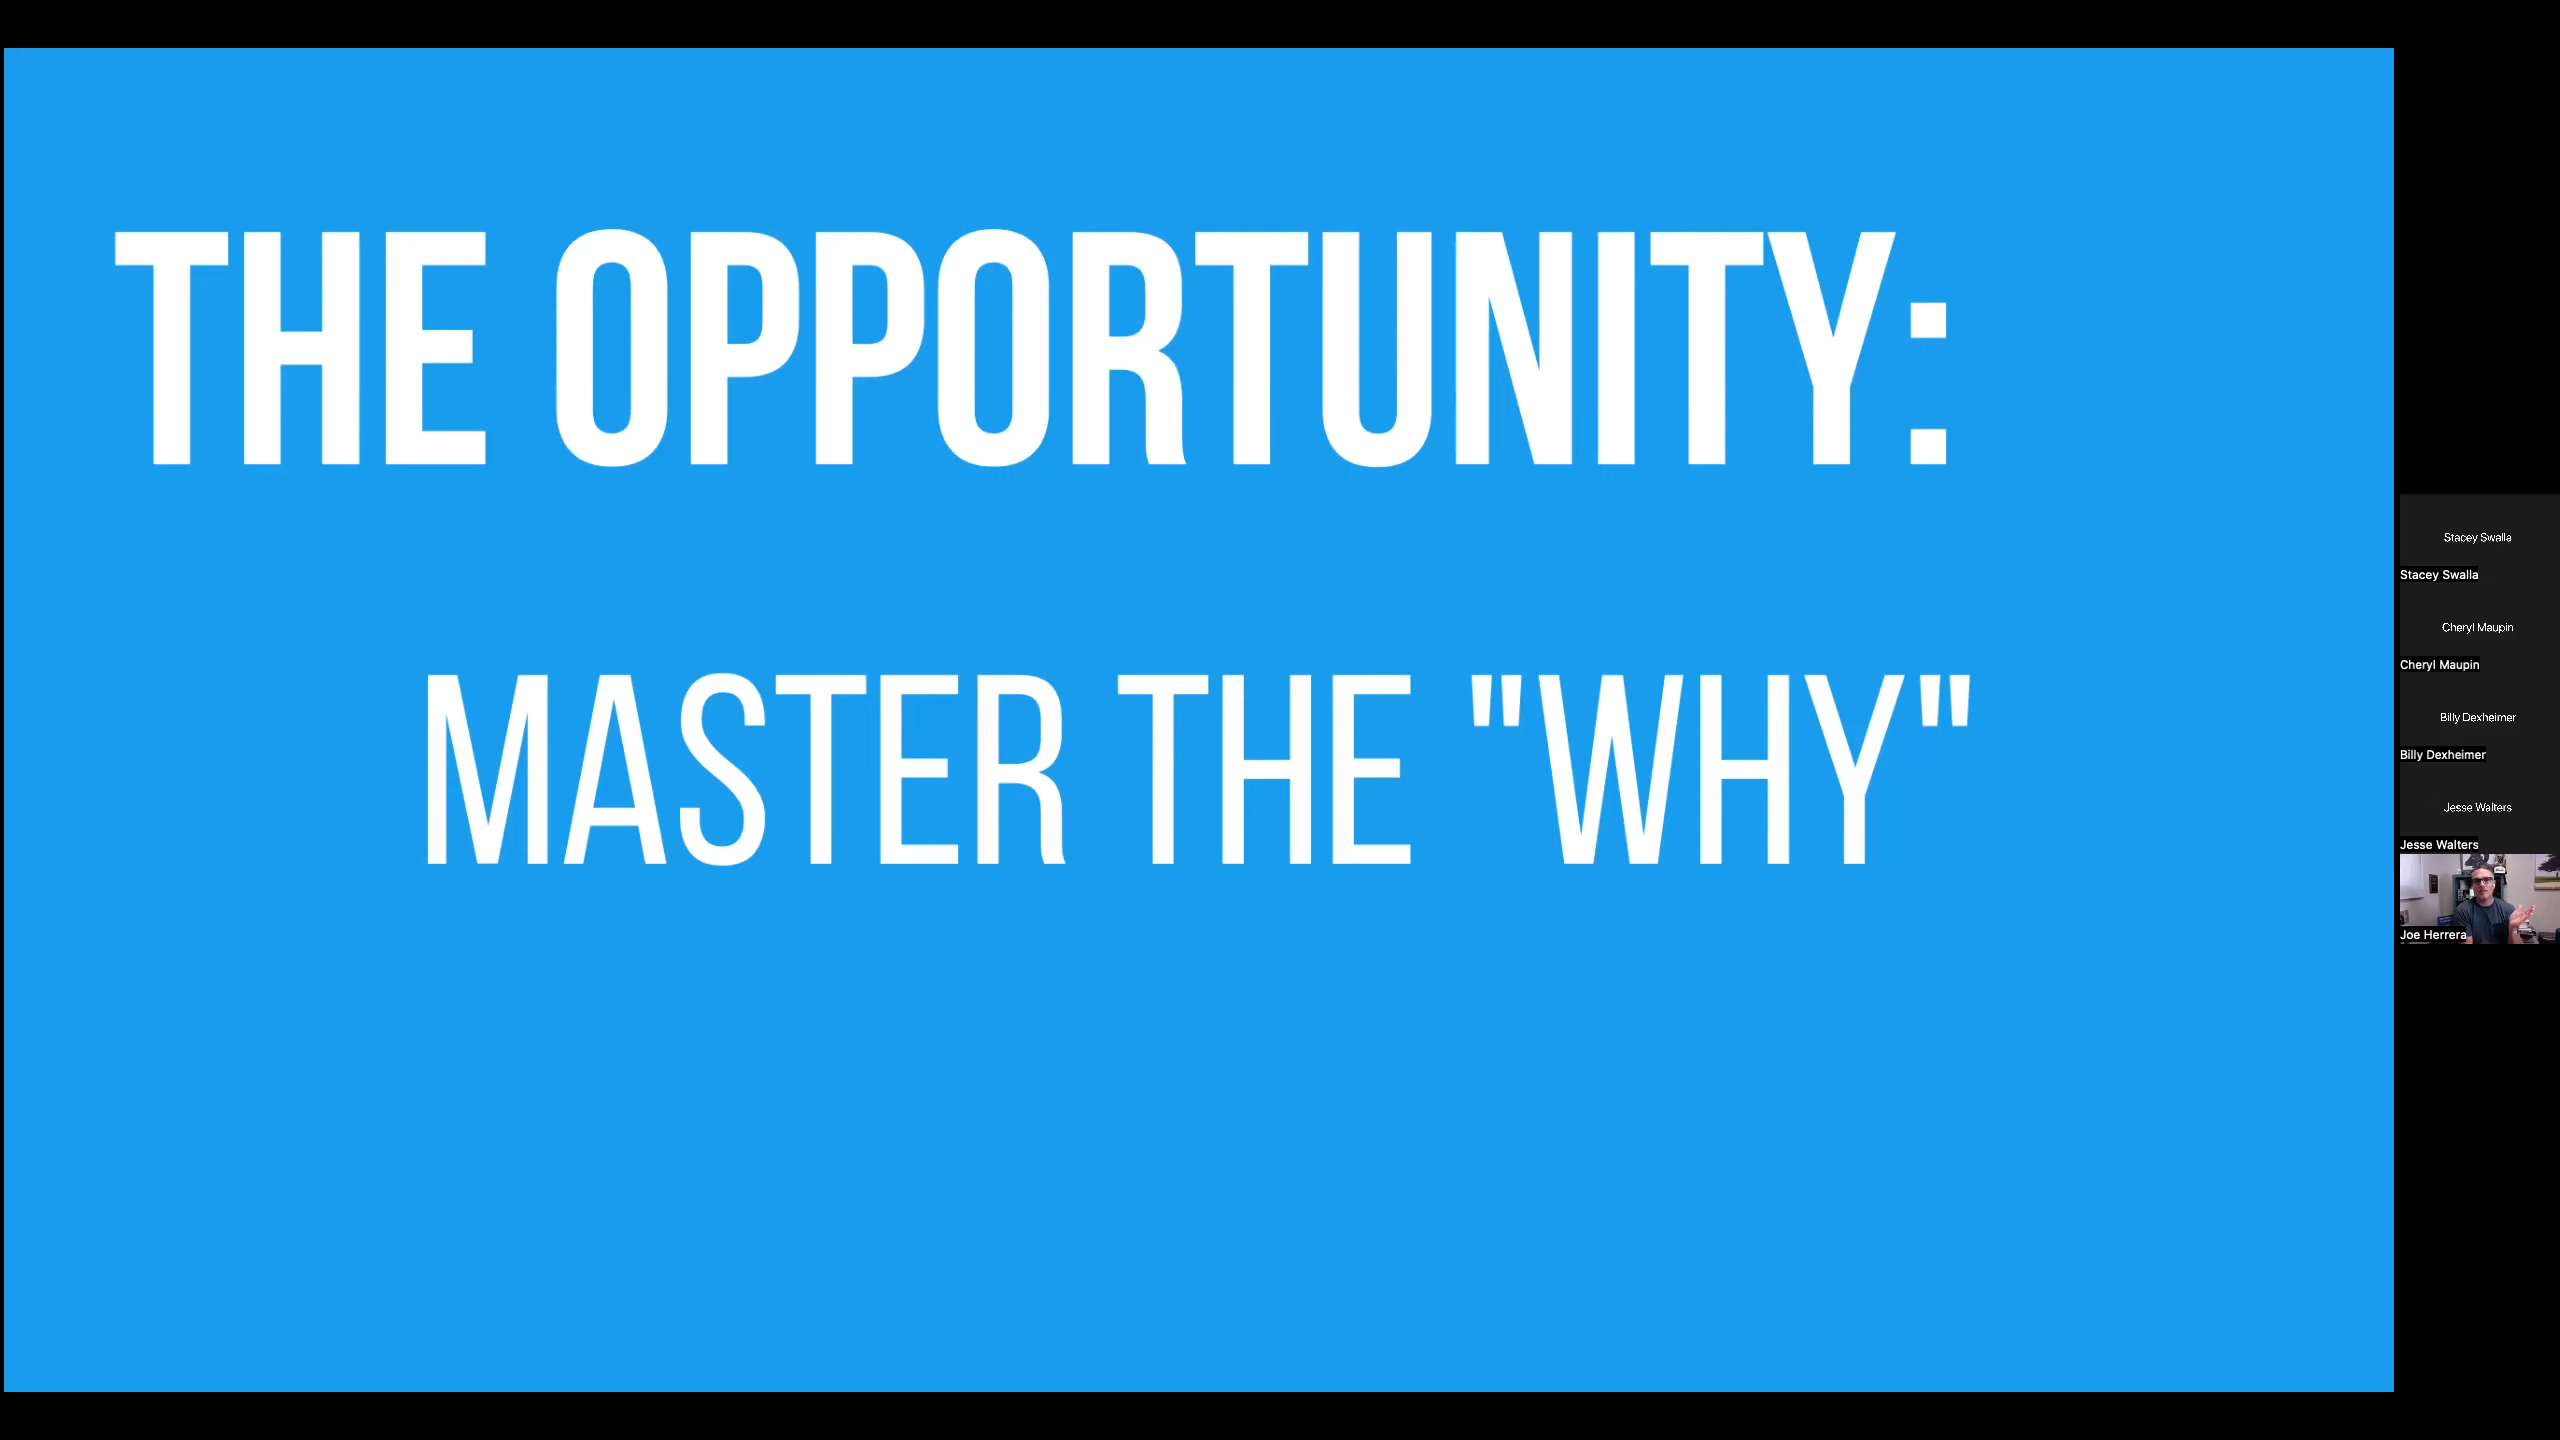 THE OPPORTUNITY:
MASTER THE "WHY"
Stacey Swalla
Stacey Swalla
Cheryl Maupin
Cheryl Maupin
Billy Dexheimer
Billy Dexheimer
Jesse Walters
Jesse Walters
Joe Herrera